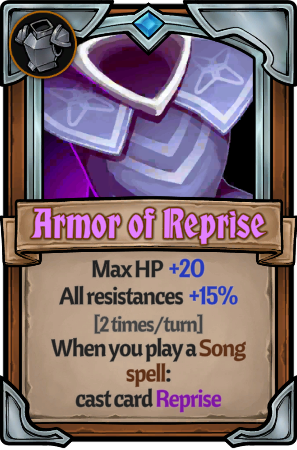 Armor of Reprise
Max HP +20
All resistances +15%
[2 times/turn]
When you play a Song
spell:
cast card Reprise